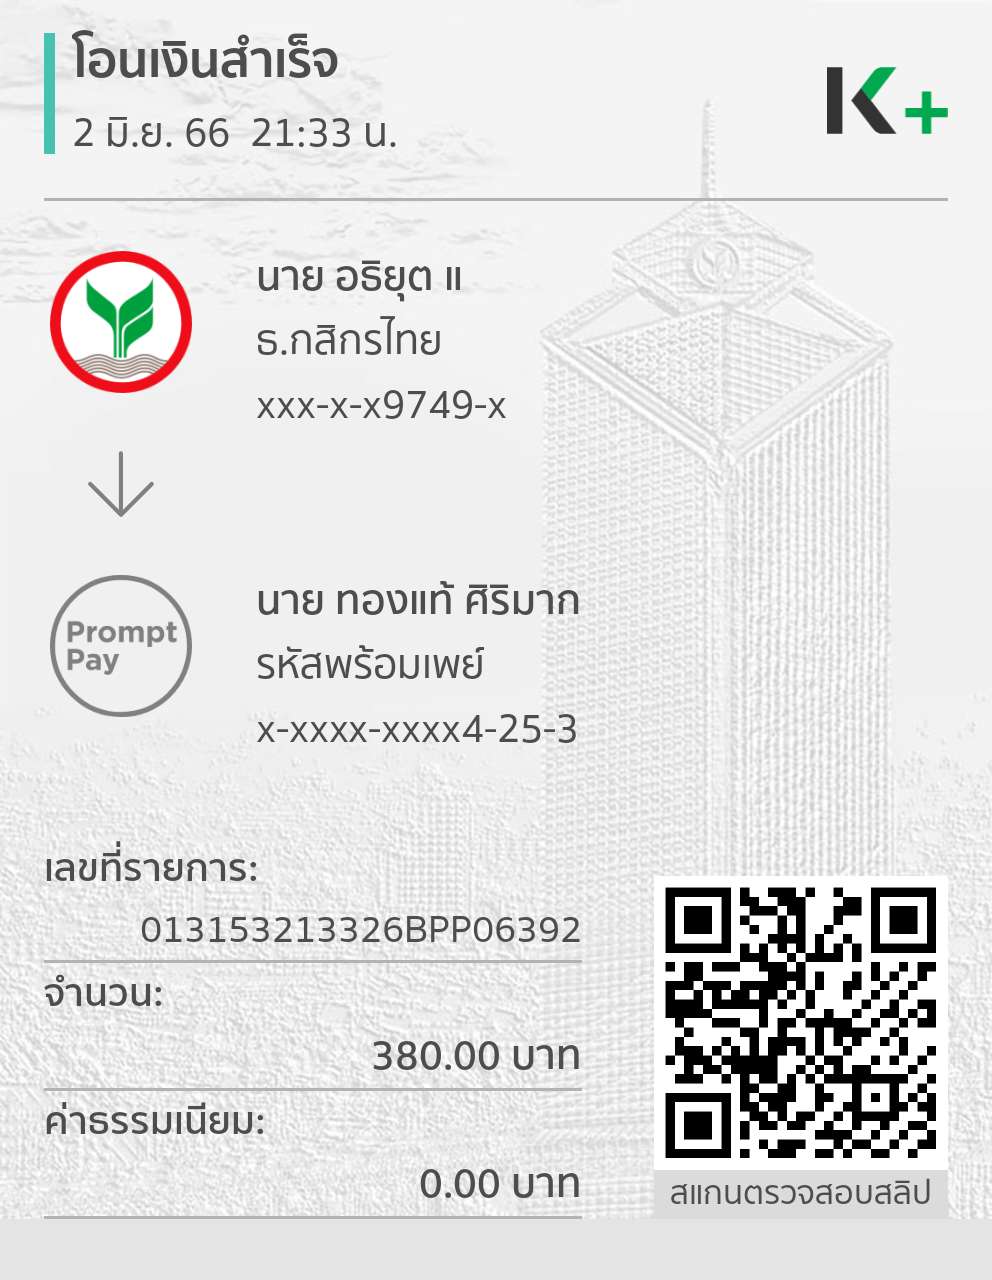 โอนเงินสำเร็จ
2 มิ.ย. 66 21:33 น.
K+
นาย อธิยุต แ
ธ.กสิกรไทย
xxx-x-x9749-x
Prompt
Pay
นาย ทองแท้ ศิริมาก
รหัสพร้อมเพย์
x-xxxx-xxxx4-25-3
เลขที่รายการ:
013153213326BPP06392
จำนวน:
380.00 บาท
ค่าธรรมเนียม:
0.00 บาท
สแกนตรวจสอบสลิป